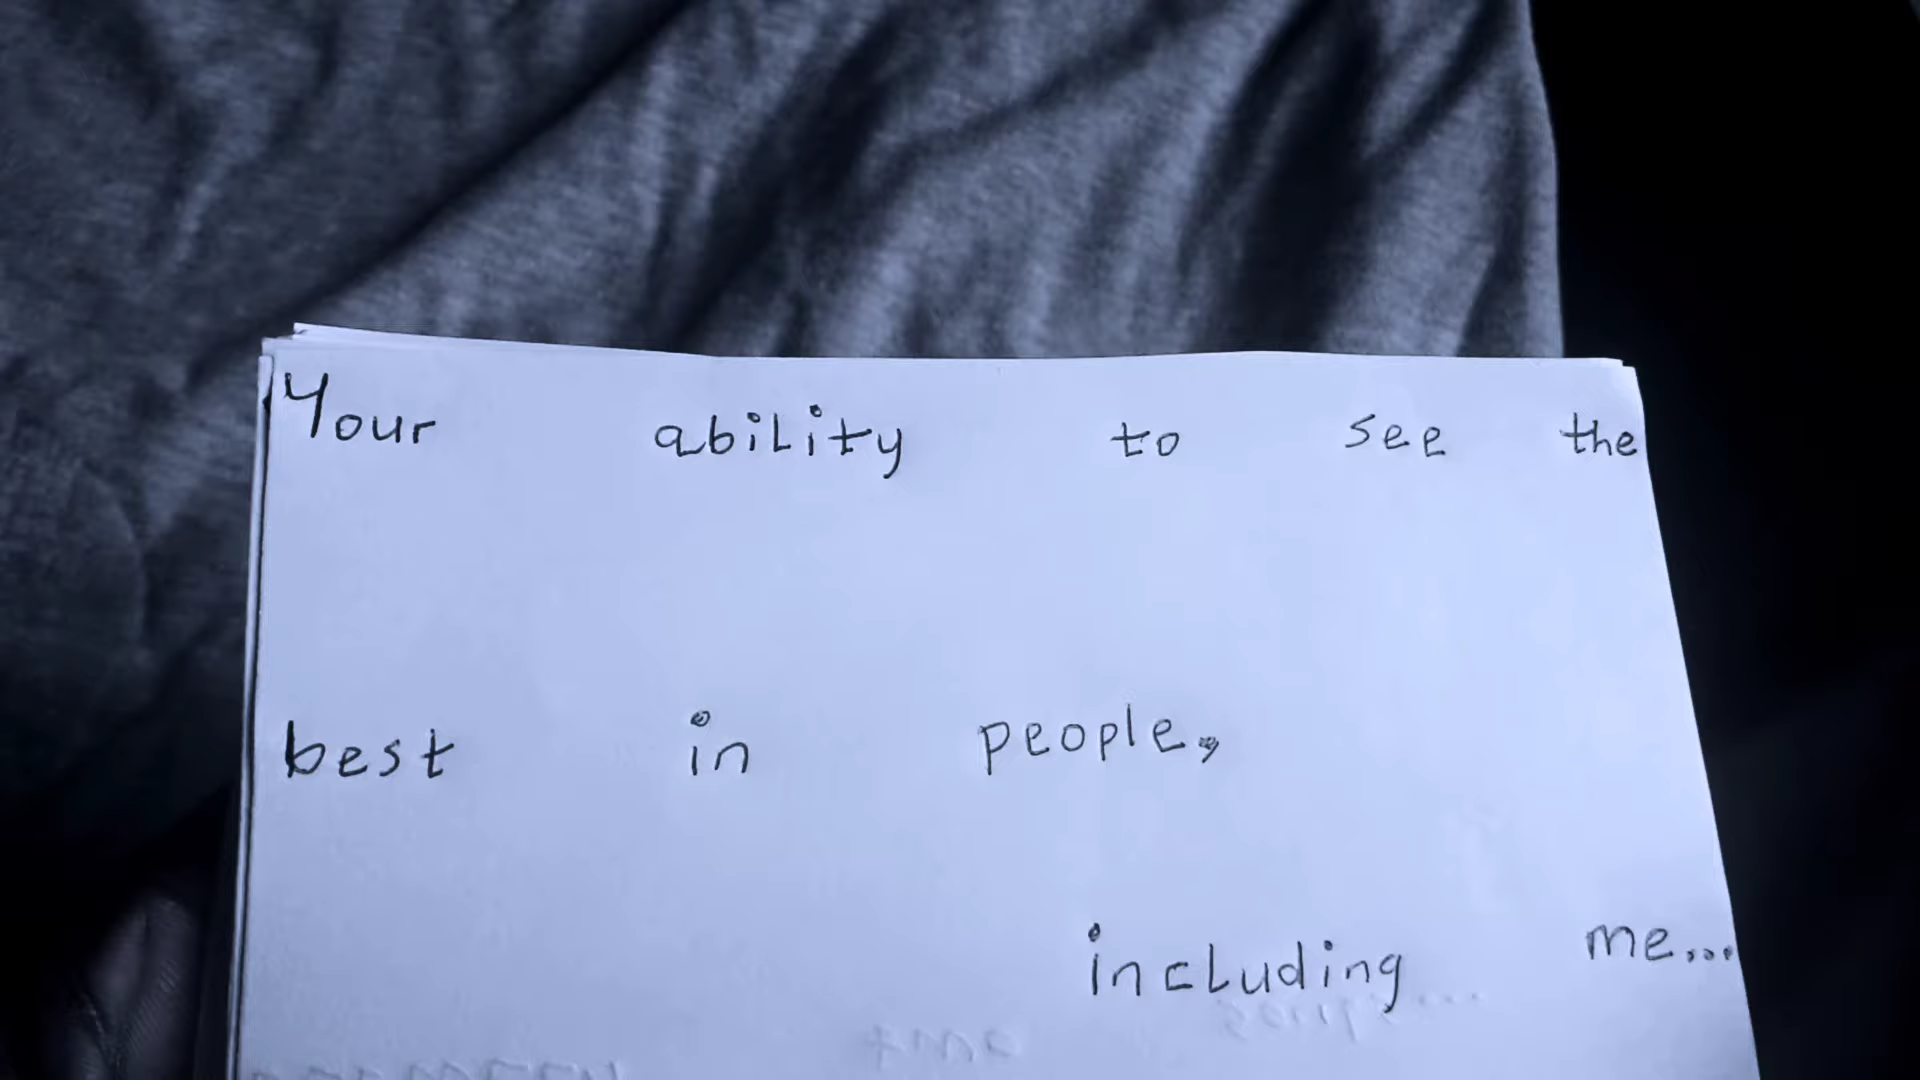 Your ability to see the
best in people,
including me...